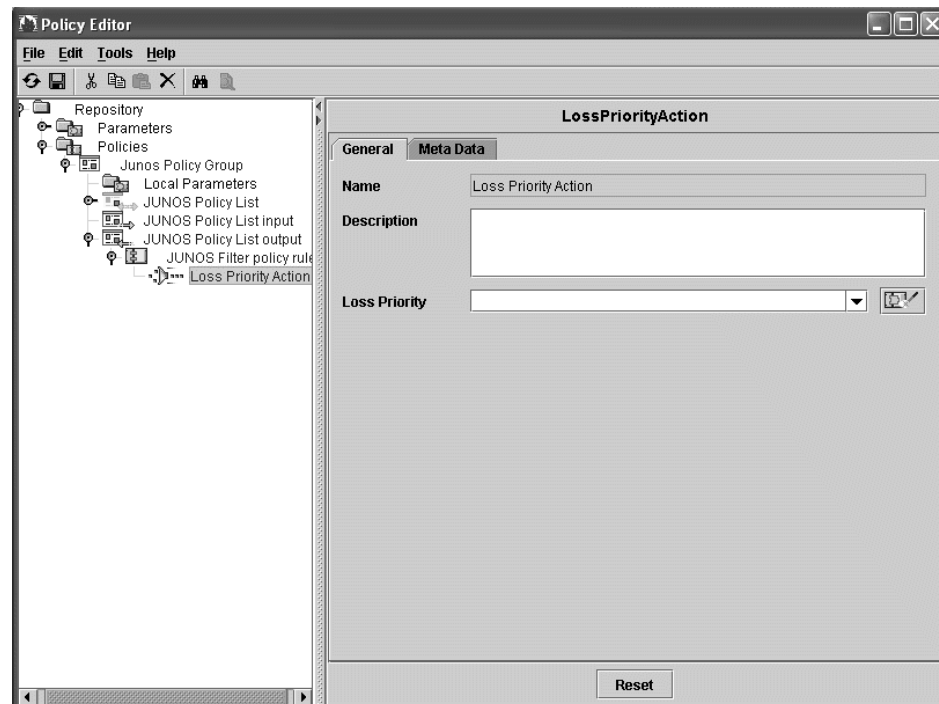 Policy Editor
File Edit Tools Help
Repository
Parameters
Policies
Junos Policy Group
Local Parameters
JUNOS Policy List
JUNOS Policy List input
JUNOS Policy List output
JUNOS Filter policy rule
Loss Priority Action
LossPriorityAction
General Meta Data
Name Loss Priority Action
Description
Loss Priority
Reset